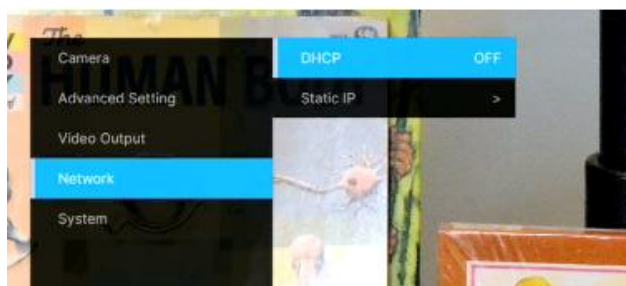 The
HUMAN
Camera
DHCP OFF
Advanced Setting
Static IP >
Video Output
Network
System